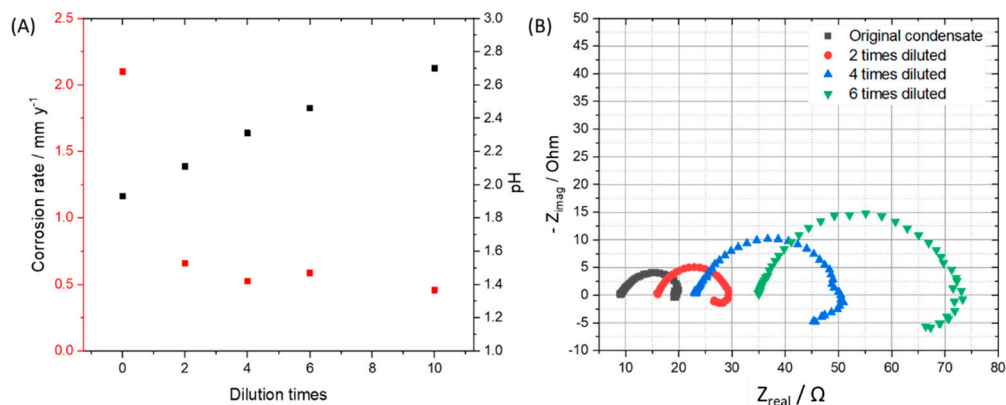 (A)
Corrosion rate / mm y⁻¹
2.5
2.0
1.5
1.0
0.5
0.0
3.0
2.8
2.6
2.4
2.2
2.0
1.8
1.6
1.4
1.2
1.0
pH
0 2 4 6 8 10
Dilution times
(B)
- Z_imag / Ohm
50
45
40
35
30
25
20
15
10
5
0
-5
-10
Original condensate
2 times diluted
4 times diluted
6 times diluted
10 20 30 40 50 60 70 80
Z_real / Ω